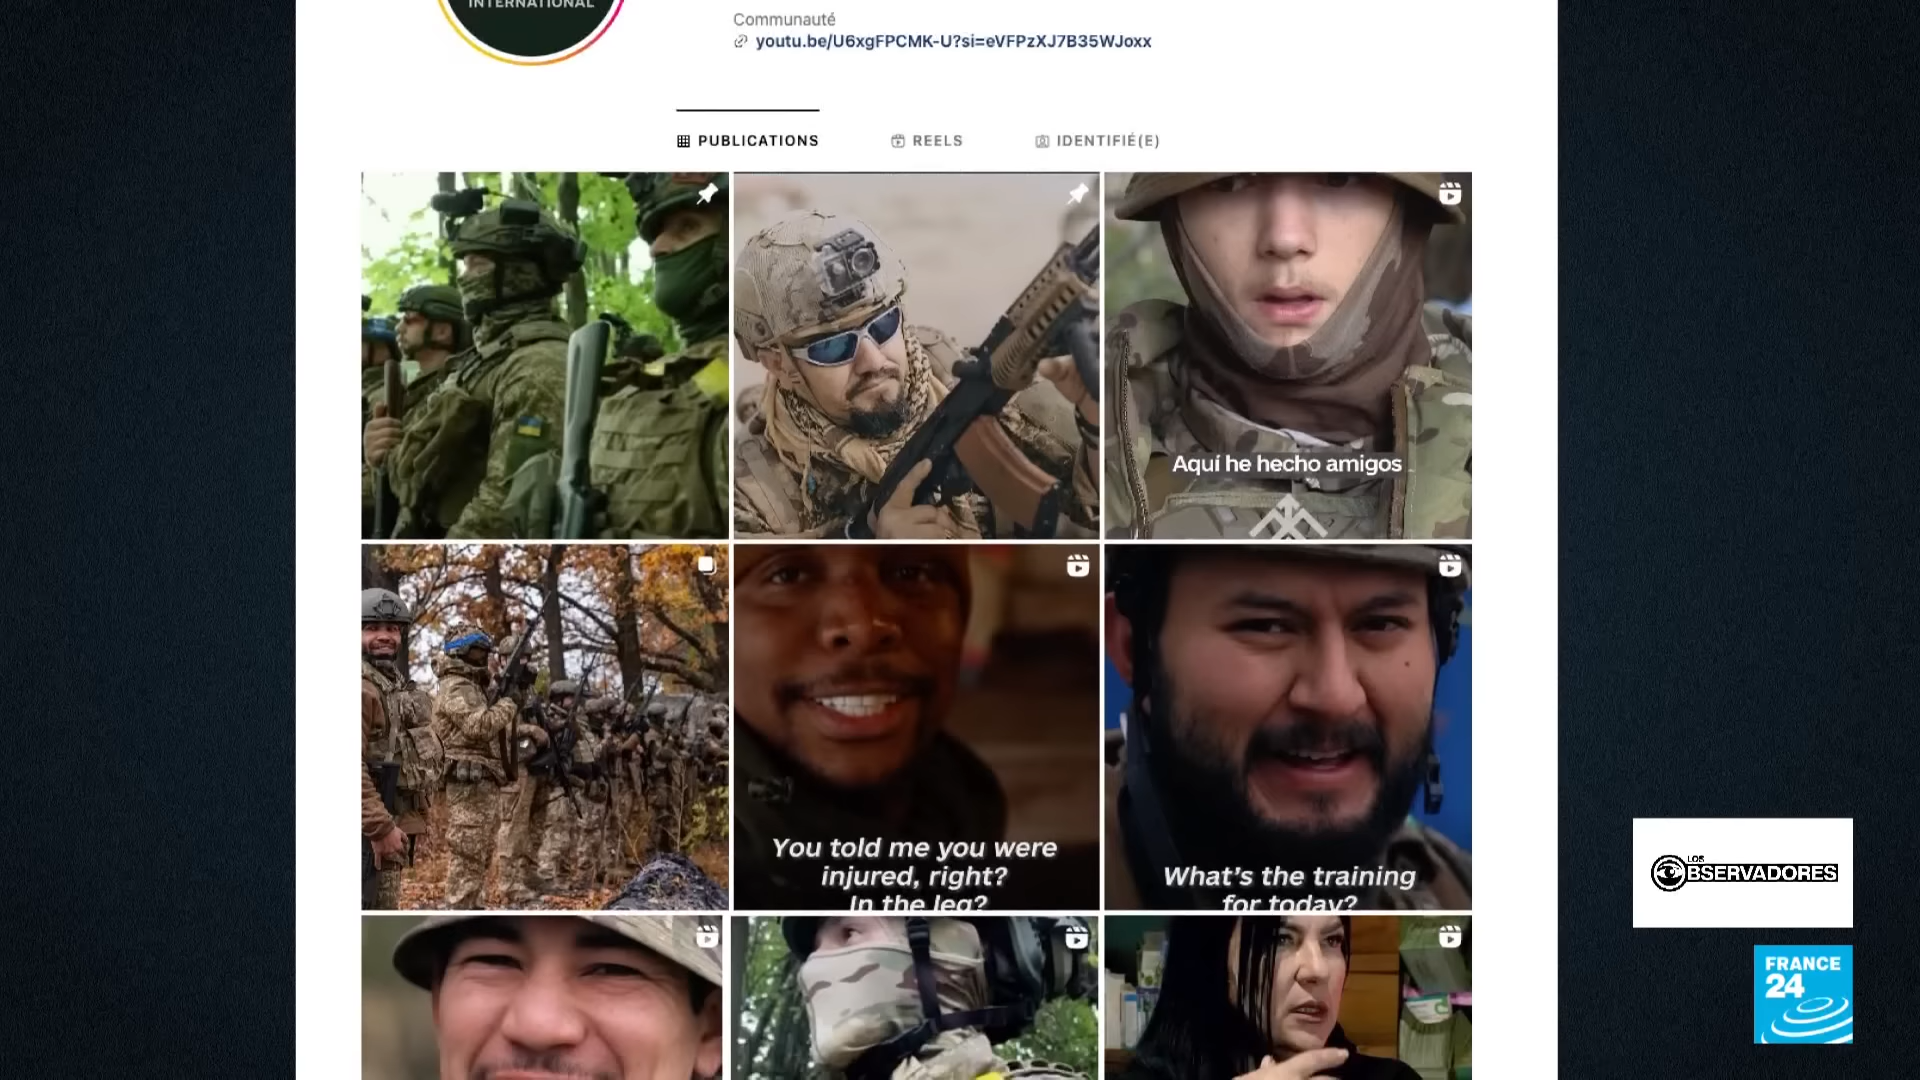 INTERNATIONAL
Communauté
youtu.be/U6xgFPCMK-U?si=eVFPzXJ7B35WJoxx
PUBLICATIONS
REELS
IDENTIFIÉ(E)
Aquí he hecho amigos
You told me you were
injured, right?
In the leg?
What's the training
for today?
LOS
OBSERVADORES
FRANCE
24